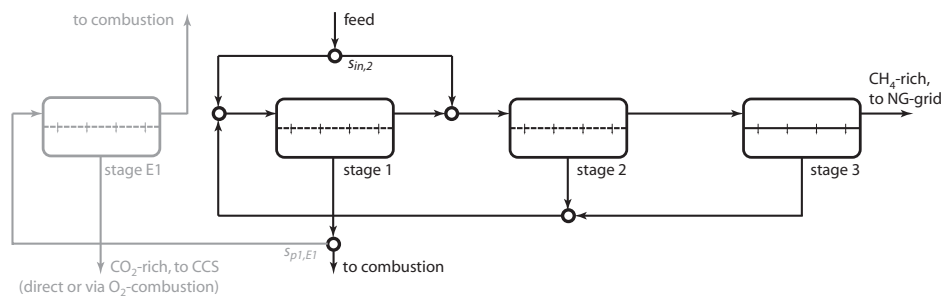 to combustion
feed
s_in,2
CH₄-rich,
to NG-grid
stage E1
stage 1
stage 2
stage 3
s_p1,E1
CO₂-rich, to CCS
(direct or via O₂-combustion)
to combustion